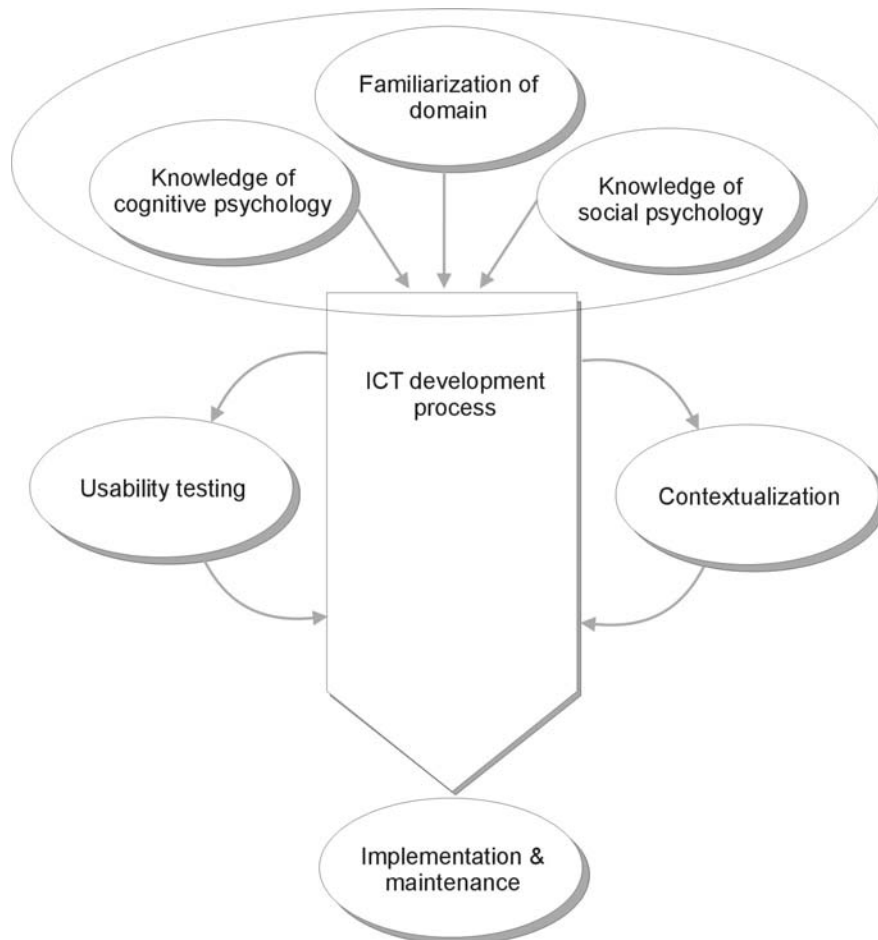 Familiarization of
domain
Knowledge of
cognitive psychology
Knowledge of
social psychology
ICT development
process
Usability testing
Contextualization
Implementation &
maintenance